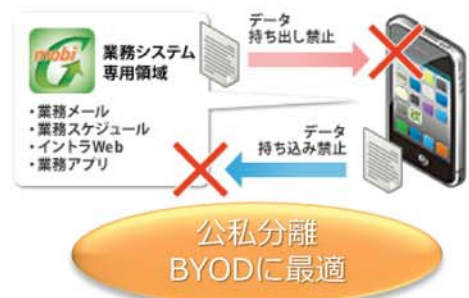 データ
持ち出し禁止
mobi
業務システム
専用領域
・業務メール
・業務スケジュール
・イントラWeb
・業務アプリ
データ
持ち込み禁止
公私分離
BYODに最適